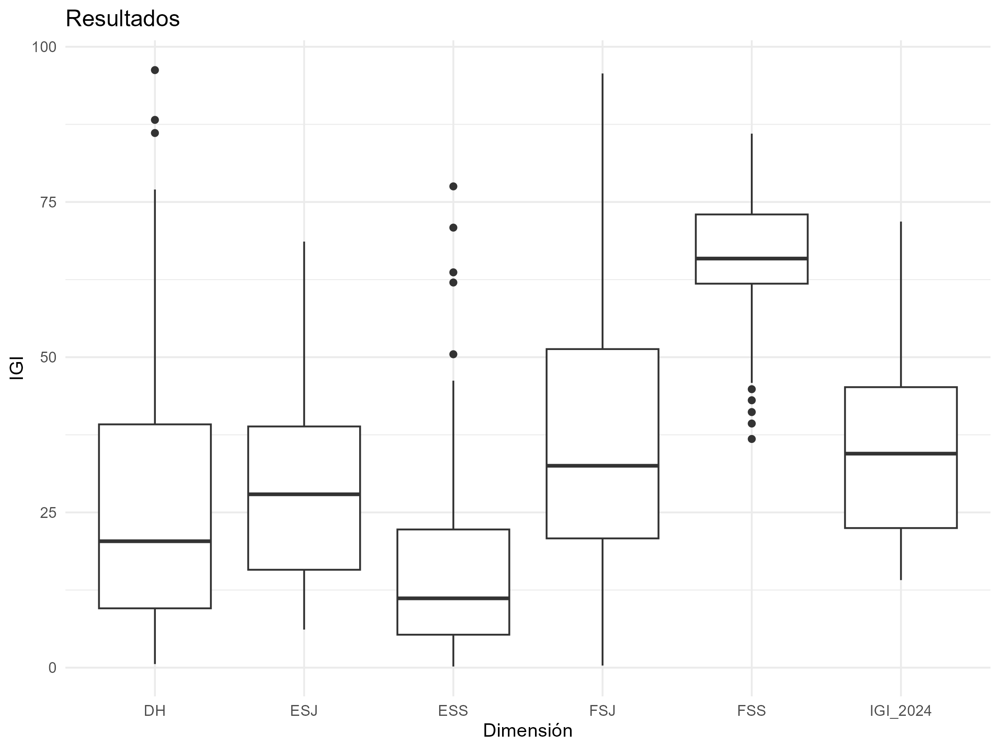 Resultados
100
75
50
25
0
IGI
DH ESJ ESS FSJ FSS IGI_2024
Dimensión